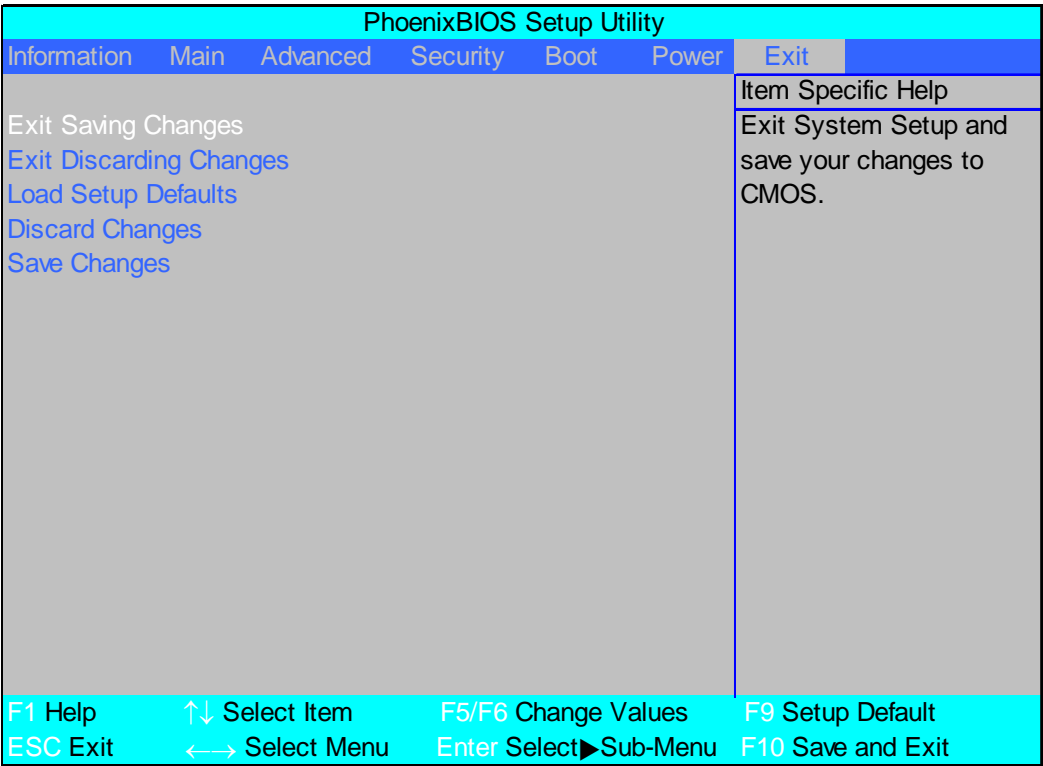 PhoenixBIOS Setup Utility
Information Main Advanced Security Boot Power Exit
Item Specific Help
Exit Saving Changes
Exit Discarding Changes
Load Setup Defaults
Discard Changes
Save Changes
Exit System Setup and
save your changes to
CMOS.
F1 Help ↑↓ Select Item F5/F6 Change Values F9 Setup Default
ESC Exit ←→ Select Menu Enter Select▶Sub-Menu F10 Save and Exit